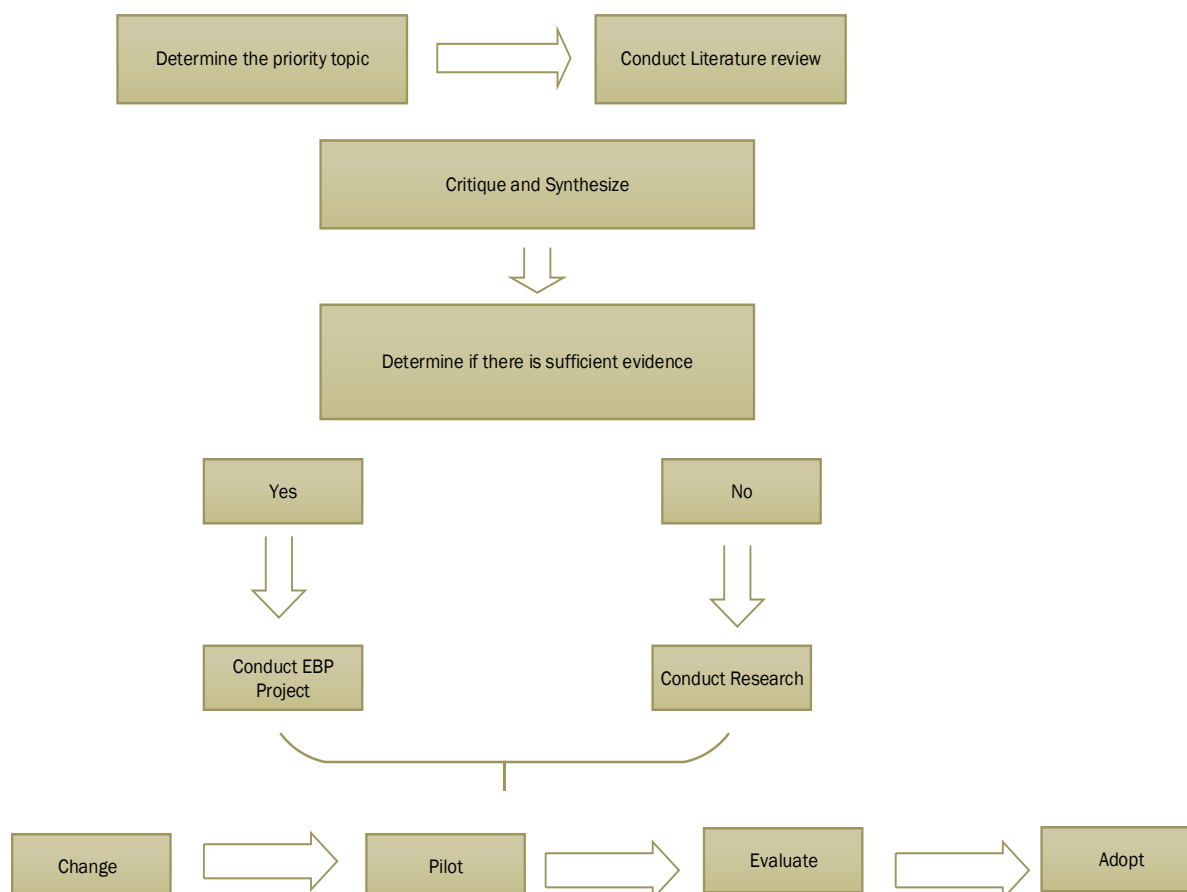 Determine the priority topic
Conduct Literature review
Critique and Synthesize
Determine if there is sufficient evidence
Yes
No
Conduct EBP
Project
Conduct Research
Change
Pilot
Evaluate
Adopt